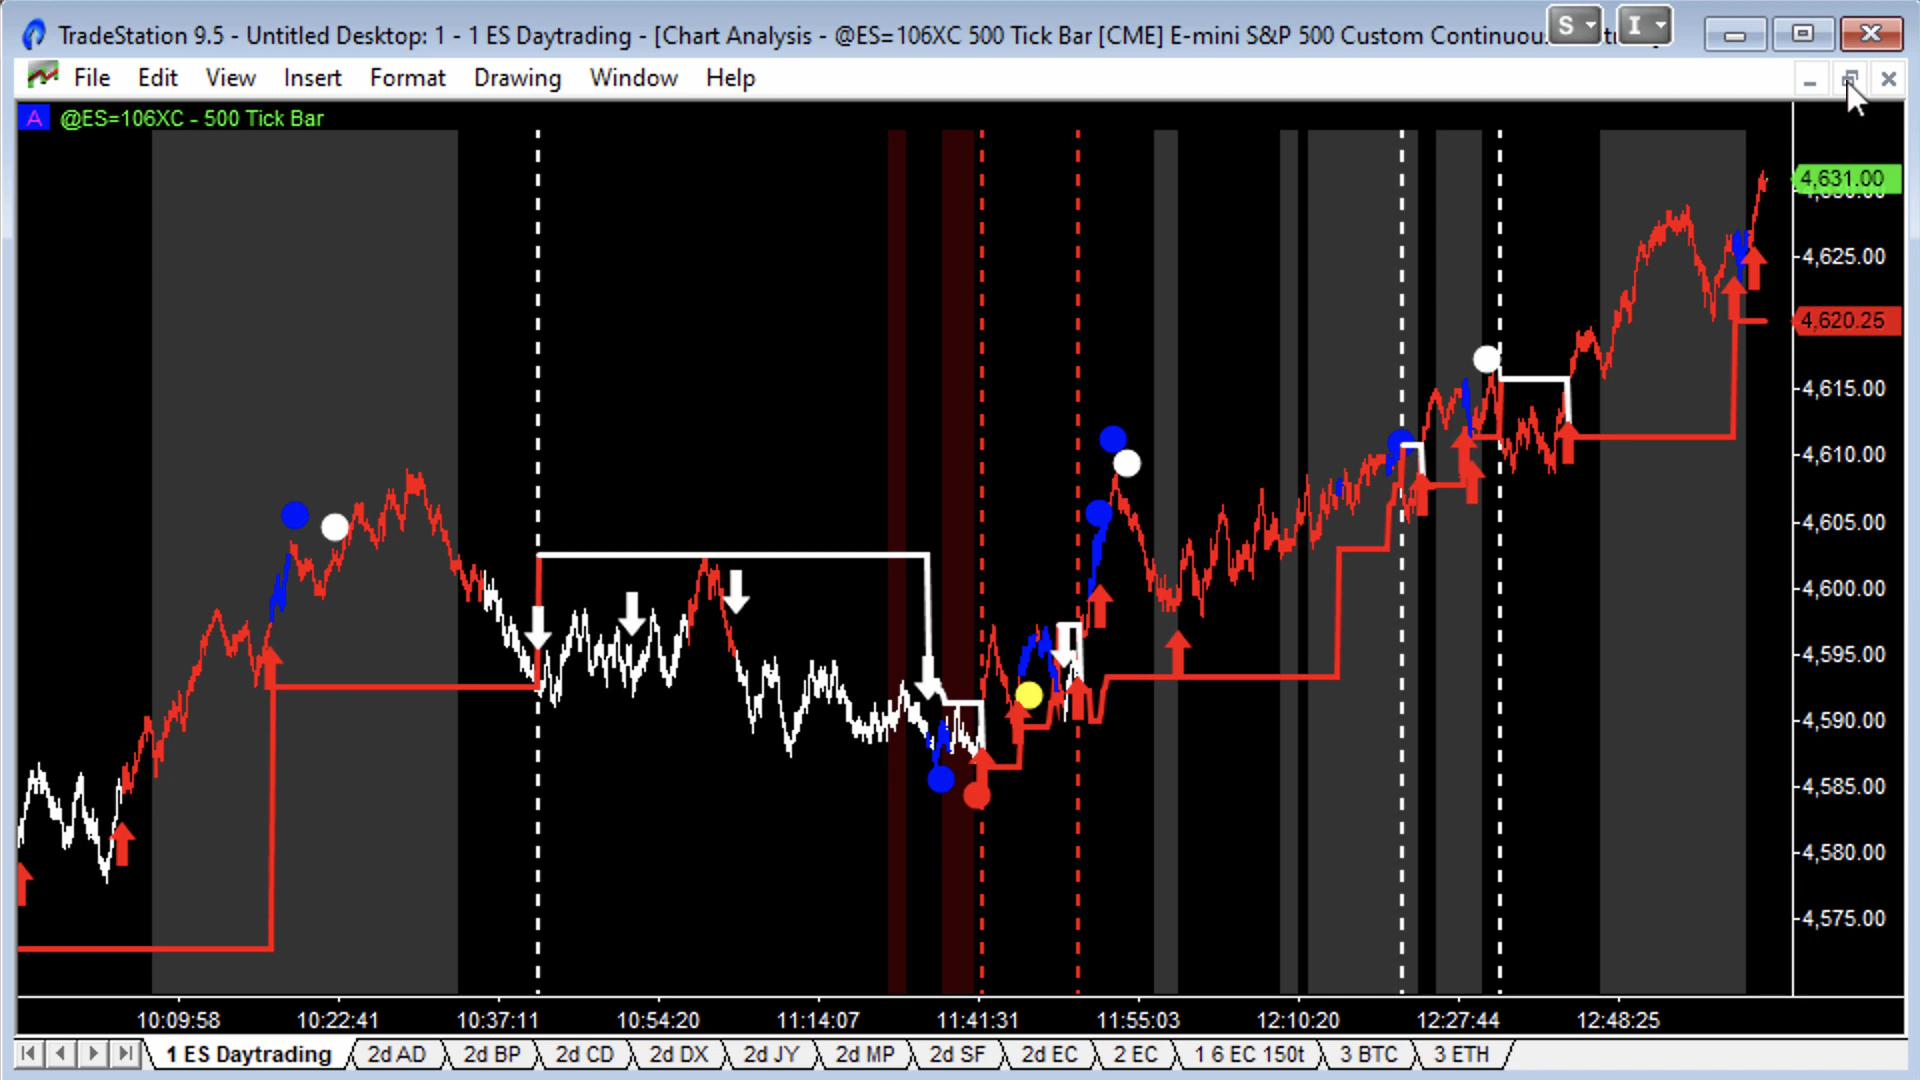 TradeStation 9.5 - Untitled Desktop: 1 - 1 ES Daytrading - [Chart Analysis - @ES=106XC 500 Tick Bar [CME] E-mini S&P 500 Custom
S I
File Edit View Insert Format Drawing Window Help
A @ES=106XC - 500 Tick Bar
4,631.00
4,625.00
4,620.25
4,615.00
4,610.00
4,605.00
4,600.00
4,595.00
4,590.00
4,585.00
4,580.00
4,575.00
10:09:58 10:22:41 10:37:11 10:54:20 11:14:07 11:41:31 11:55:03 12:10:20 12:27:44 12:48:25
1 ES Daytrading 2d AD 2d BP 2d CD 2d DX 2d JY 2d MP 2d SF 2d EC 2 EC 1 6 EC 150t 3 BTC 3 ETH